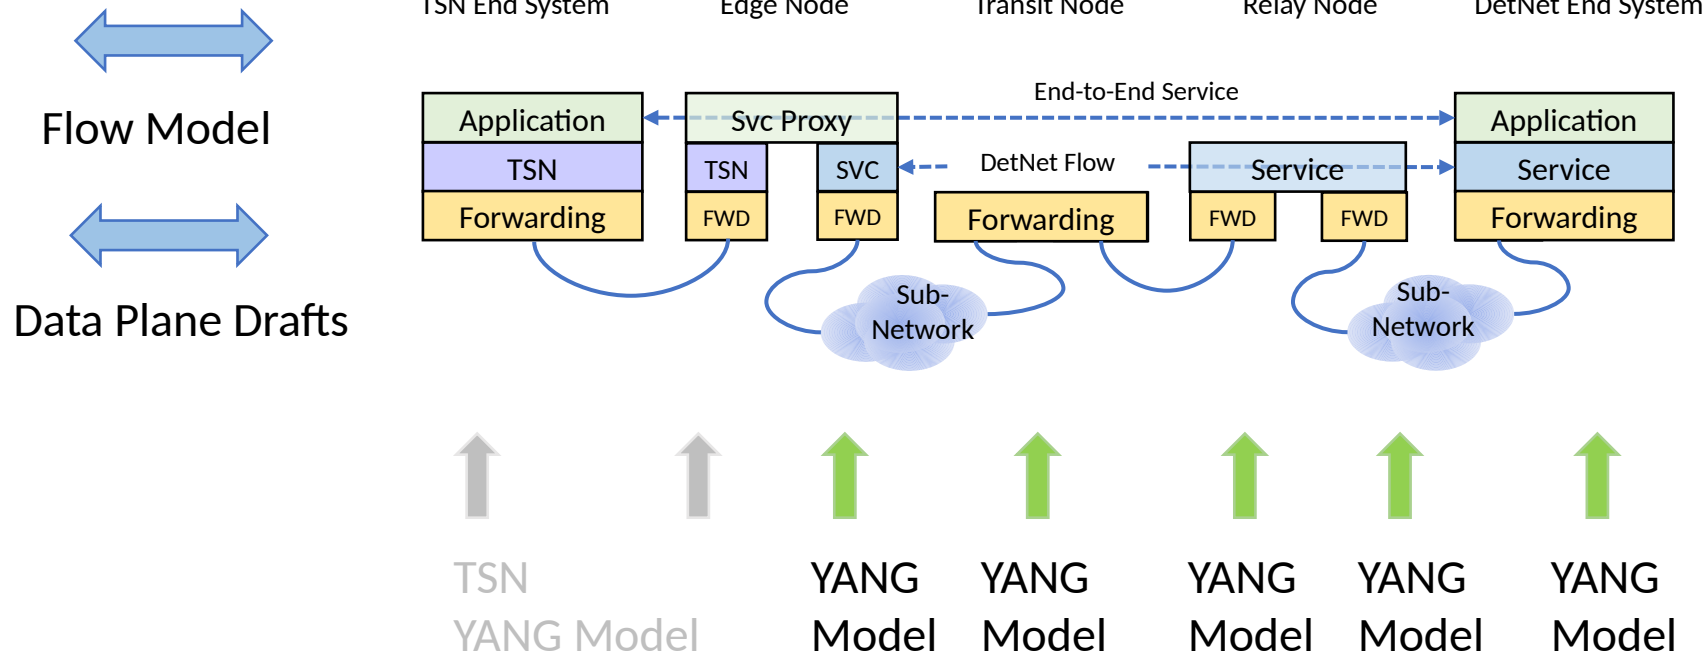 TSN End System
Edge Node
Transit Node
Relay Node
DetNet End System
End-to-End Service
Flow Model
Application
Svc Proxy
Application
TSN
TSN
SVC
DetNet Flow
Service
Service
Forwarding
FWD
FWD
Forwarding
FWD
FWD
Forwarding
Data Plane Drafts
Sub-
Network
Sub-
Network
TSN
YANG Model
YANG
Model
YANG
Model
YANG
Model
YANG
Model
YANG
Model